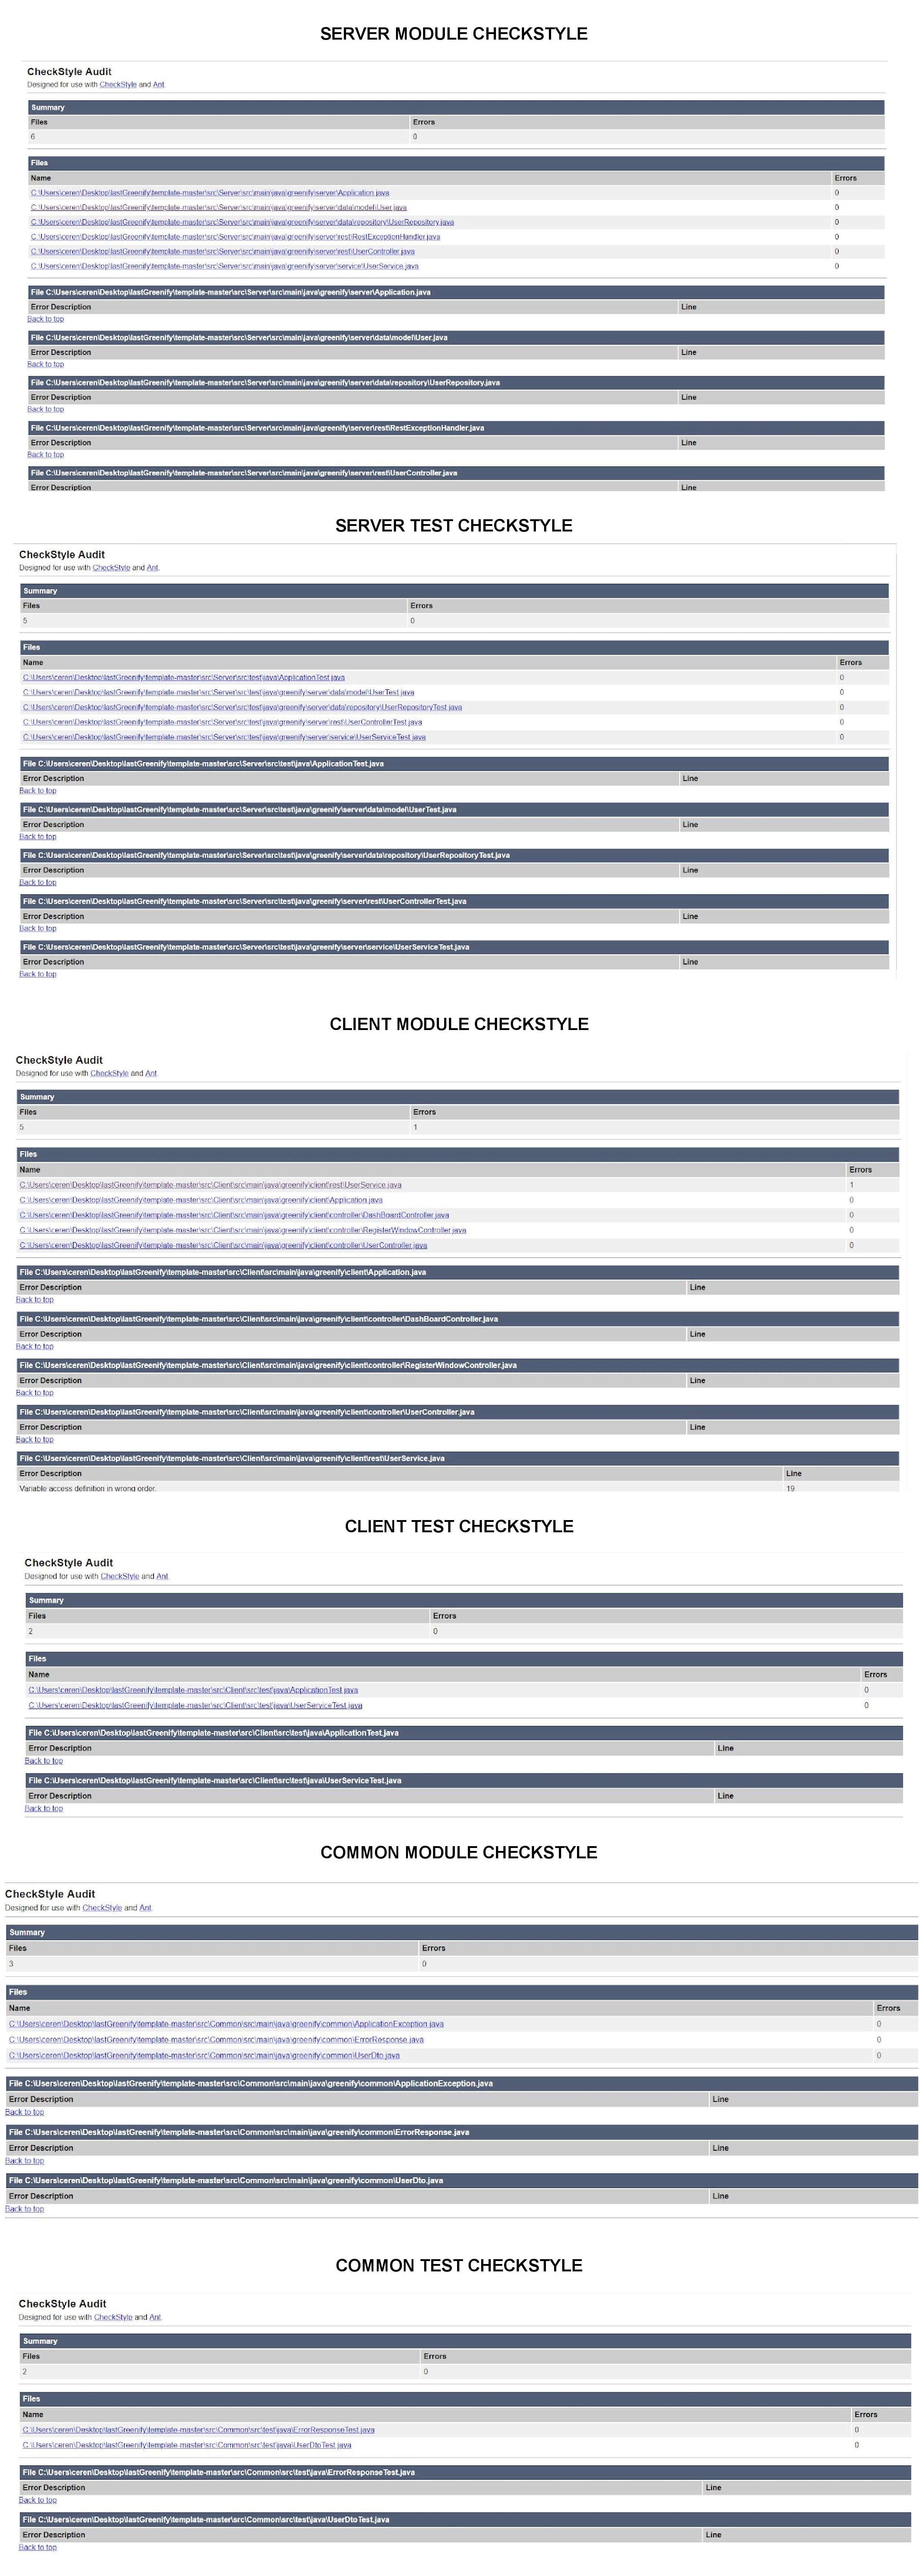 SERVER MODULE CHECKSTYLE
CheckStyle Audit
Designed for use with CheckStyle and Ant.
Summary
Files Errors
6 0
Files
Name Errors
C:\Users\ceren\Desktop\lastGreenify\template-master\src\Server\src\main\java\greenify\server\Application.java 0
C:\Users\ceren\Desktop\lastGreenify\template-master\src\Server\src\main\java\greenify\server\data\model\User.java 0
C:\Users\ceren\Desktop\lastGreenify\template-master\src\Server\src\main\java\greenify\server\data\repository\UserRepository.java 0
C:\Users\ceren\Desktop\lastGreenify\template-master\src\Server\src\main\java\greenify\server\rest\RestExceptionHandler.java 0
C:\Users\ceren\Desktop\lastGreenify\template-master\src\Server\src\main\java\greenify\server\rest\UserController.java 0
C:\Users\ceren\Desktop\lastGreenify\template-master\src\Server\src\main\java\greenify\server\service\UserService.java 0
File C:\Users\ceren\Desktop\lastGreenify\template-master\src\Server\src\main\java\greenify\server\Application.java
Error Description Line
Back to top
File C:\Users\ceren\Desktop\lastGreenify\template-master\src\Server\src\main\java\greenify\server\data\model\User.java
Error Description Line
Back to top
File C:\Users\ceren\Desktop\lastGreenify\template-master\src\Server\src\main\java\greenify\server\data\repository\UserRepository.java
Error Description Line
Back to top
File C:\Users\ceren\Desktop\lastGreenify\template-master\src\Server\src\main\java\greenify\server\rest\RestExceptionHandler.java
Error Description Line
Back to top
File C:\Users\ceren\Desktop\lastGreenify\template-master\src\Server\src\main\java\greenify\server\rest\UserController.java
Error Description Line
SERVER TEST CHECKSTYLE
CheckStyle Audit
Designed for use with CheckStyle and Ant.
Summary
Files Errors
5 0
Files
Name Errors
C:\Users\ceren\Desktop\lastGreenify\template-master\src\Server\src\test\java\ApplicationTest.java 0
C:\Users\ceren\Desktop\lastGreenify\template-master\src\Server\src\test\java\greenify\server\data\model\UserTest.java 0
C:\Users\ceren\Desktop\lastGreenify\template-master\src\Server\src\test\java\greenify\server\data\repository\UserRepositoryTest.java 0
C:\Users\ceren\Desktop\lastGreenify\template-master\src\Server\src\test\java\greenify\server\rest\UserControllerTest.java 0
C:\Users\ceren\Desktop\lastGreenify\template-master\src\Server\src\test\java\greenify\server\service\UserServiceTest.java 0
File C:\Users\ceren\Desktop\lastGreenify\template-master\src\Server\src\test\java\ApplicationTest.java
Error Description Line
Back to top
File C:\Users\ceren\Desktop\lastGreenify\template-master\src\Server\src\test\java\greenify\server\data\model\UserTest.java
Error Description Line
Back to top
File C:\Users\ceren\Desktop\lastGreenify\template-master\src\Server\src\test\java\greenify\server\data\repository\UserRepositoryTest.java
Error Description Line
Back to top
File C:\Users\ceren\Desktop\lastGreenify\template-master\src\Server\src\test\java\greenify\server\rest\UserControllerTest.java
Error Description Line
Back to top
File C:\Users\ceren\Desktop\lastGreenify\template-master\src\Server\src\test\java\greenify\server\service\UserServiceTest.java
Error Description Line
Back to top
CLIENT MODULE CHECKSTYLE
CheckStyle Audit
Designed for use with CheckStyle and Ant.
Summary
Files Errors
5 1
Files
Name Errors
C:\Users\ceren\Desktop\lastGreenify\template-master\src\Client\src\main\java\greenify\client\rest\UserService.java 1
C:\Users\ceren\Desktop\lastGreenify\template-master\src\Client\src\main\java\greenify\client\Application.java 0
C:\Users\ceren\Desktop\lastGreenify\template-master\src\Client\src\main\java\greenify\client\controller\DashBoardController.java 0
C:\Users\ceren\Desktop\lastGreenify\template-master\src\Client\src\main\java\greenify\client\controller\RegisterWindowController.java 0
C:\Users\ceren\Desktop\lastGreenify\template-master\src\Client\src\main\java\greenify\client\controller\UserController.java 0
File C:\Users\ceren\Desktop\lastGreenify\template-master\src\Client\src\main\java\greenify\client\Application.java
Error Description Line
Back to top
File C:\Users\ceren\Desktop\lastGreenify\template-master\src\Client\src\main\java\greenify\client\controller\DashBoardController.java
Error Description Line
Back to top
File C:\Users\ceren\Desktop\lastGreenify\template-master\src\Client\src\main\java\greenify\client\controller\RegisterWindowController.java
Error Description Line
Back to top
File C:\Users\ceren\Desktop\lastGreenify\template-master\src\Client\src\main\java\greenify\client\controller\UserController.java
Error Description Line
Back to top
File C:\Users\ceren\Desktop\lastGreenify\template-master\src\Client\src\main\java\greenify\client\rest\UserService.java
Error Description Line
Variable access definition in wrong order. 19
CLIENT TEST CHECKSTYLE
CheckStyle Audit
Designed for use with CheckStyle and Ant.
Summary
Files Errors
2 0
Files
Name Errors
C:\Users\ceren\Desktop\lastGreenify\template-master\src\Client\src\test\java\ApplicationTest.java 0
C:\Users\ceren\Desktop\lastGreenify\template-master\src\Client\src\test\java\UserServiceTest.java 0
File C:\Users\ceren\Desktop\lastGreenify\template-master\src\Client\src\test\java\ApplicationTest.java
Error Description Line
Back to top
File C:\Users\ceren\Desktop\lastGreenify\template-master\src\Client\src\test\java\UserServiceTest.java
Error Description Line
Back to top
COMMON MODULE CHECKSTYLE
CheckStyle Audit
Designed for use with CheckStyle and Ant.
Summary
Files Errors
3 0
Files
Name Errors
C:\Users\ceren\Desktop\lastGreenify\template-master\src\Common\src\main\java\greenify\common\ApplicationException.java 0
C:\Users\ceren\Desktop\lastGreenify\template-master\src\Common\src\main\java\greenify\common\ErrorResponse.java 0
C:\Users\ceren\Desktop\lastGreenify\template-master\src\Common\src\main\java\greenify\common\UserDto.java 0
File C:\Users\ceren\Desktop\lastGreenify\template-master\src\Common\src\main\java\greenify\common\ApplicationException.java
Error Description Line
Back to top
File C:\Users\ceren\Desktop\lastGreenify\template-master\src\Common\src\main\java\greenify\common\ErrorResponse.java
Error Description Line
Back to top
File C:\Users\ceren\Desktop\lastGreenify\template-master\src\Common\src\main\java\greenify\common\UserDto.java
Error Description Line
Back to top
COMMON TEST CHECKSTYLE
CheckStyle Audit
Designed for use with CheckStyle and Ant.
Summary
Files Errors
2 0
Files
Name Errors
C:\Users\ceren\Desktop\lastGreenify\template-master\src\Common\src\test\java\ErrorResponseTest.java 0
C:\Users\ceren\Desktop\lastGreenify\template-master\src\Common\src\test\java\UserDtoTest.java 0
File C:\Users\ceren\Desktop\lastGreenify\template-master\src\Common\src\test\java\ErrorResponseTest.java
Error Description Line
Back to top
File C:\Users\ceren\Desktop\lastGreenify\template-master\src\Common\src\test\java\UserDtoTest.java
Error Description Line
Back to top